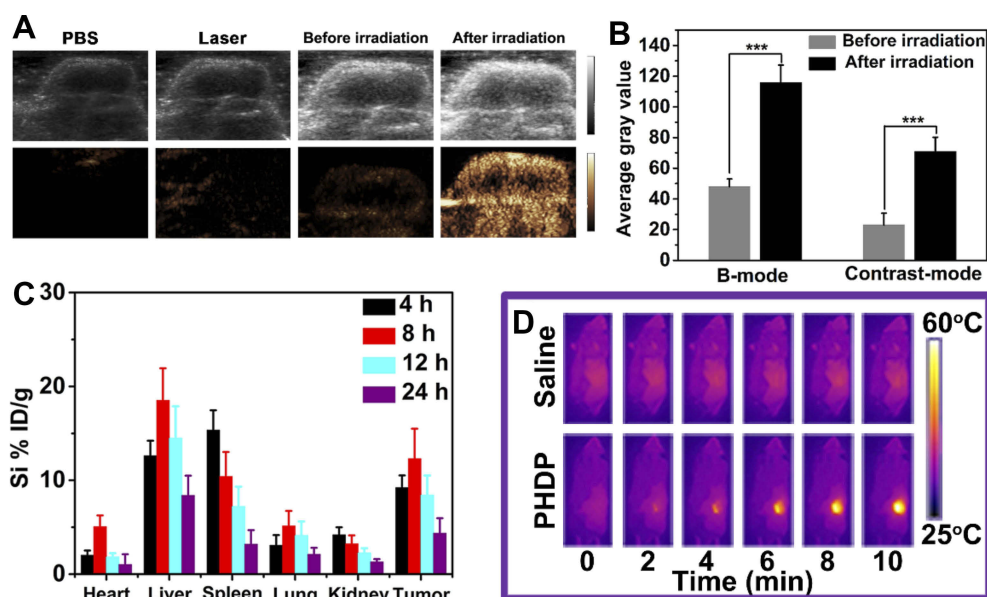 A
PBS
Laser
Before irradiation
After irradiation
B
Average gray value
140
120
100
80
60
40
20
0
***
***
Before irradiation
After irradiation
B-mode
Contrast-mode
C
Si % ID/g
30
20
10
0
4 h
8 h
12 h
24 h
Heart
Liver
Spleen
Lung
Kidney
Tumor
D
Saline
PHDP
60°C
25°C
0
2
4
6
8
10
Time (min)